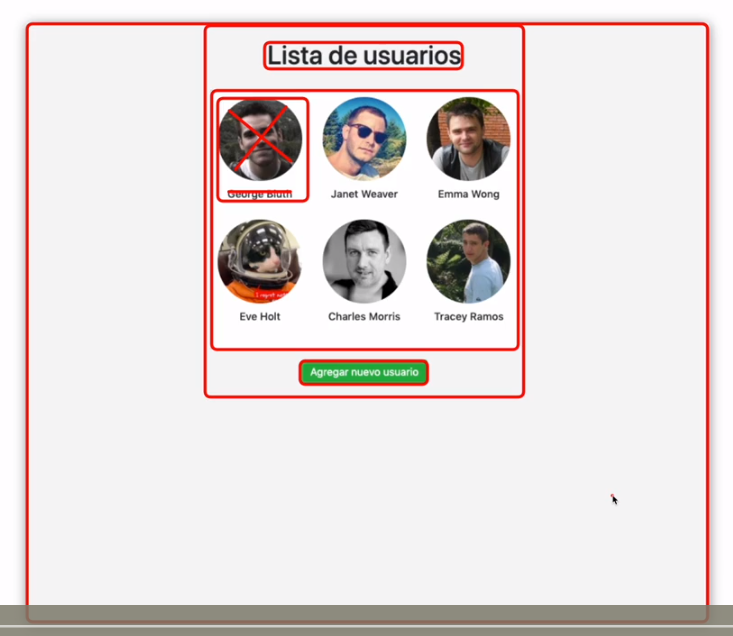 Lista de usuarios
George Bluth
Janet Weaver
Emma Wong
Eve Holt
Charles Morris
Tracey Ramos
Agregar nuevo usuario